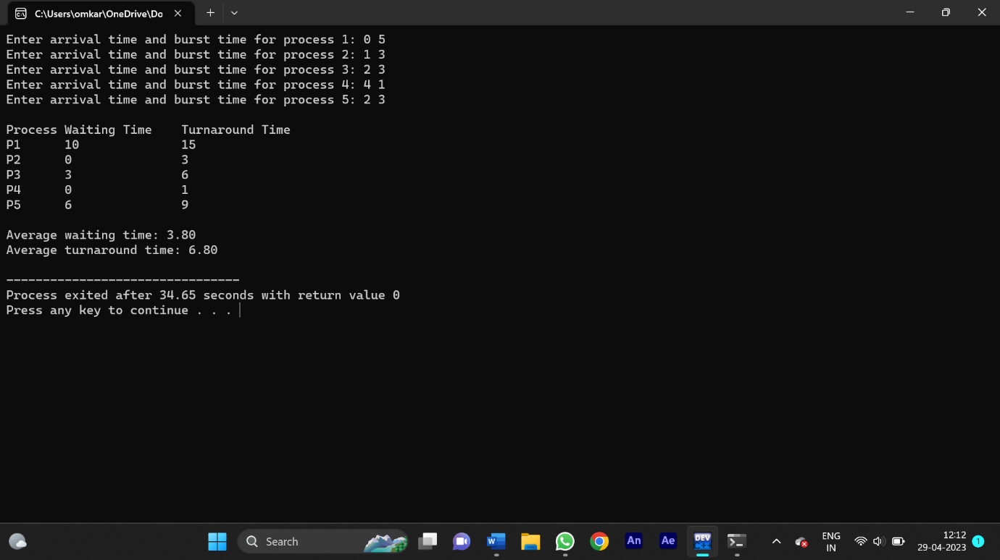 C:\Users\omkar\OneDrive\Do
Enter arrival time and burst time for process 1: 0 5
Enter arrival time and burst time for process 2: 1 3
Enter arrival time and burst time for process 3: 2 3
Enter arrival time and burst time for process 4: 4 1
Enter arrival time and burst time for process 5: 2 3
Process Waiting Time    Turnaround Time
P1      10              15
P2      0               3
P3      3               6
P4      0               1
P5      6               9
Average waiting time: 3.80
Average turnaround time: 6.80
--------------------------------
Process exited after 34.65 seconds with return value 0
Press any key to continue . . .
Search
W
An
Ae
DEV
C++
ENG
IN
12:12
29-04-2023
1